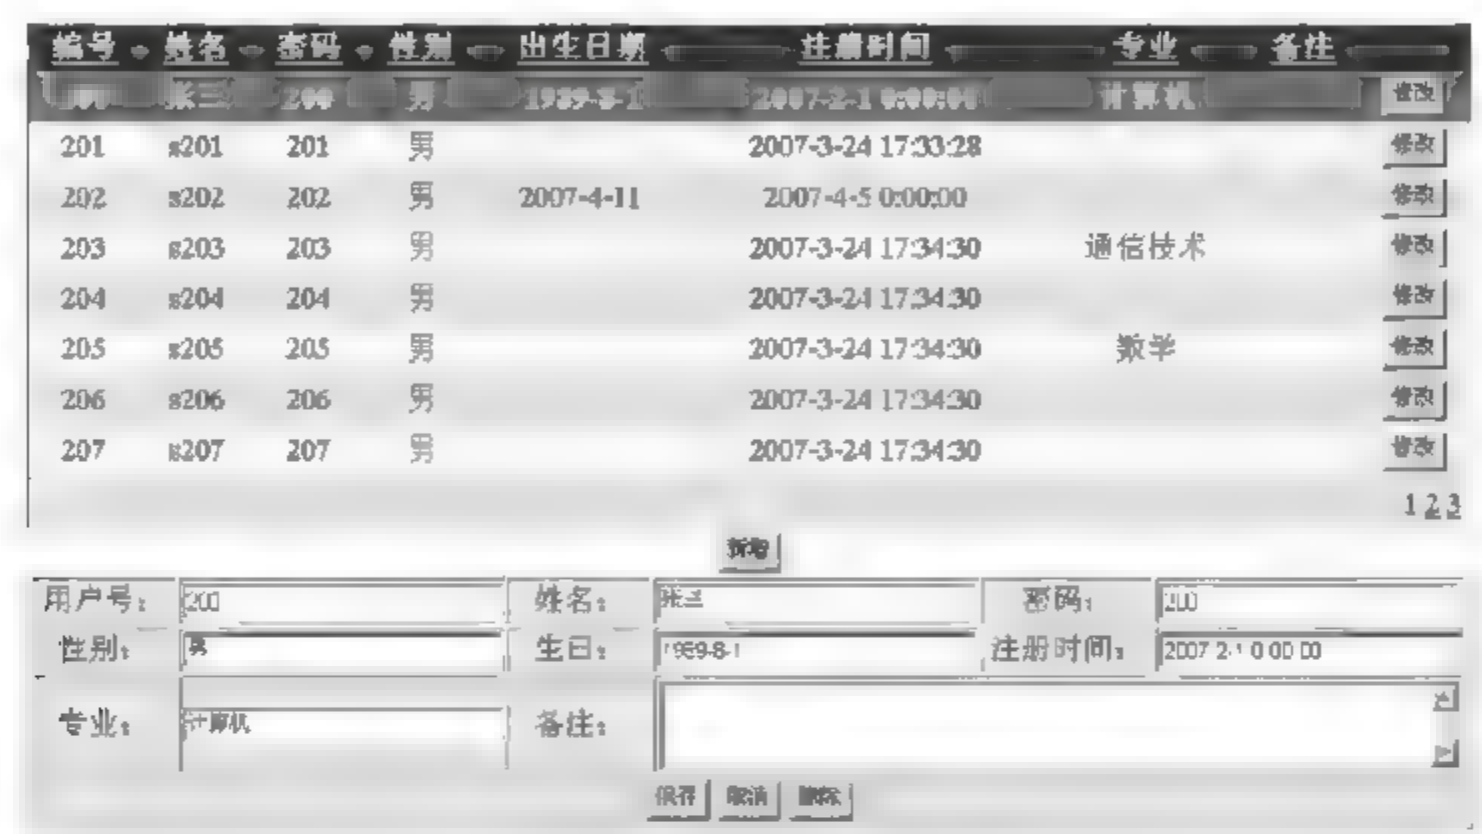 编号 姓名 密码 性别 出生日期 注册时间 专业 备注
200 张三 200 男 1989-8-1 2007-2-1 0:00:00 计算机 修改
201 s201 201 男 2007-3-24 17:33:28 修改
202 s202 202 男 2007-4-11 2007-4-5 0:00:00 修改
203 s203 203 男 2007-3-24 17:34:30 通信技术 修改
204 s204 204 男 2007-3-24 17:34:30 修改
205 s205 205 男 2007-3-24 17:34:30 数学 修改
206 s206 206 男 2007-3-24 17:34:30 修改
207 s207 207 男 2007-3-24 17:34:30 修改
1 2 3
新增
用户号: 200 姓名: 张三 密码: 200
性别: 男 生日: 1989-8-1 注册时间: 2007-2-1 0:00:00
专业: 计算机 备注:
保存 取消 删除